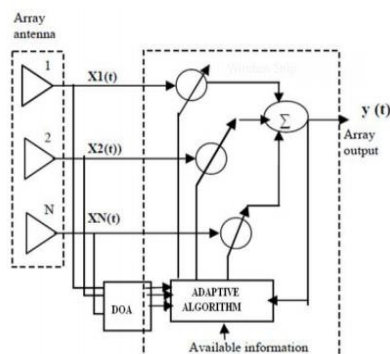 Array
antenna
1
X1(t)
2
X2(t))
N
XN(t)
Σ
y (t)
Array
output
DOA
ADAPTIVE
ALGORITHM
Available information